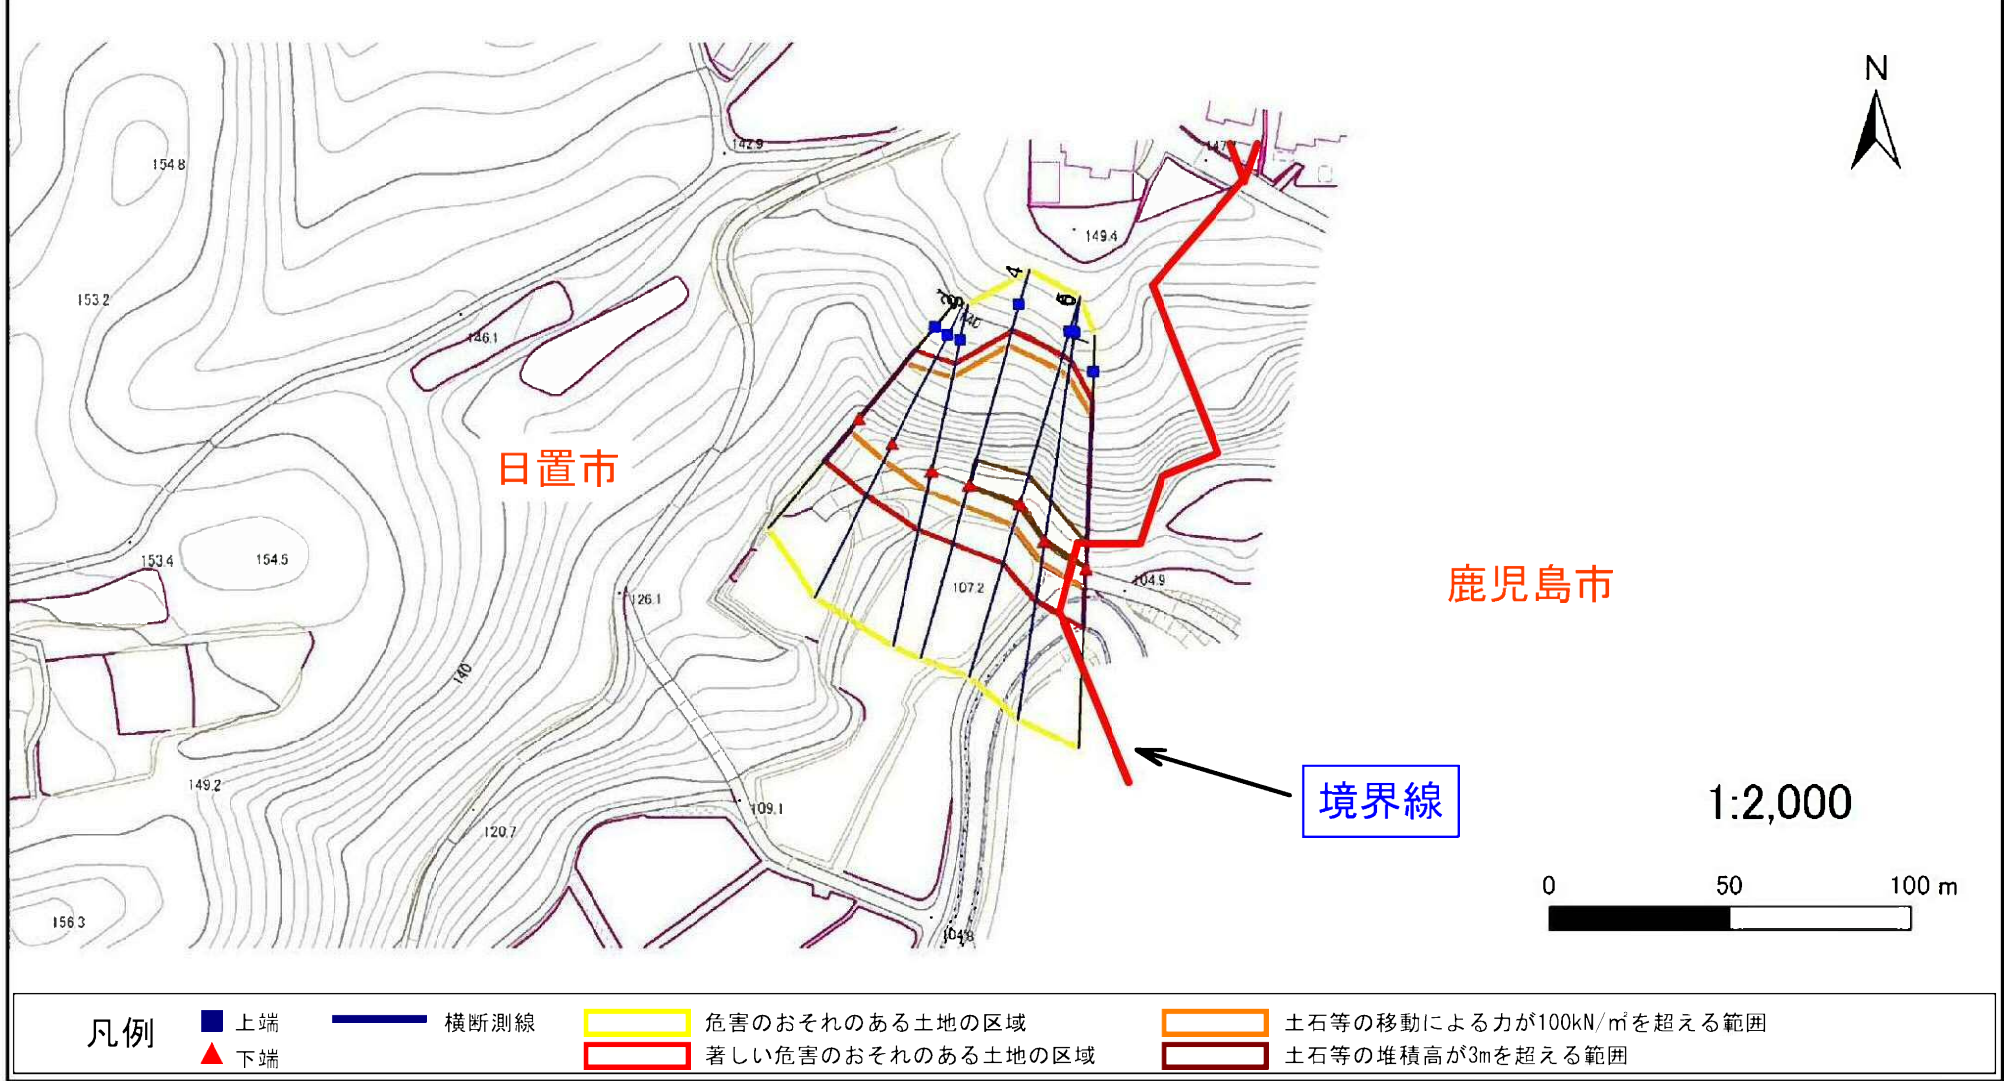 N
142.9
154.8
149.4
4
153.2
140
146.1
日置市
153.4
154.5
鹿児島市
104.9
107.2
126.1
140
149.2
境界線
1:2,000
109.1
120.7
0 50 100 m
156.3
凡例
上端
横断測線
危害のおそれのある土地の区域
土石等の移動による力が100kN/㎡を超える範囲
下端
著しい危害のおそれのある土地の区域
土石等の堆積高が3mを超える範囲